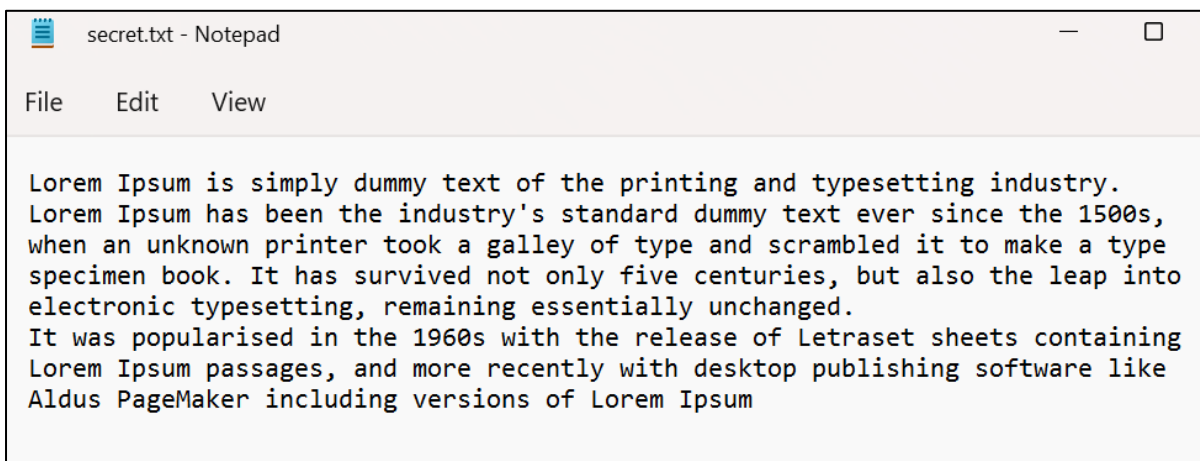 secret.txt - Notepad
File Edit View
Lorem Ipsum is simply dummy text of the printing and typesetting industry.
Lorem Ipsum has been the industry's standard dummy text ever since the 1500s,
when an unknown printer took a galley of type and scrambled it to make a type
specimen book. It has survived not only five centuries, but also the leap into
electronic typesetting, remaining essentially unchanged.
It was popularised in the 1960s with the release of Letraset sheets containing
Lorem Ipsum passages, and more recently with desktop publishing software like
Aldus PageMaker including versions of Lorem Ipsum